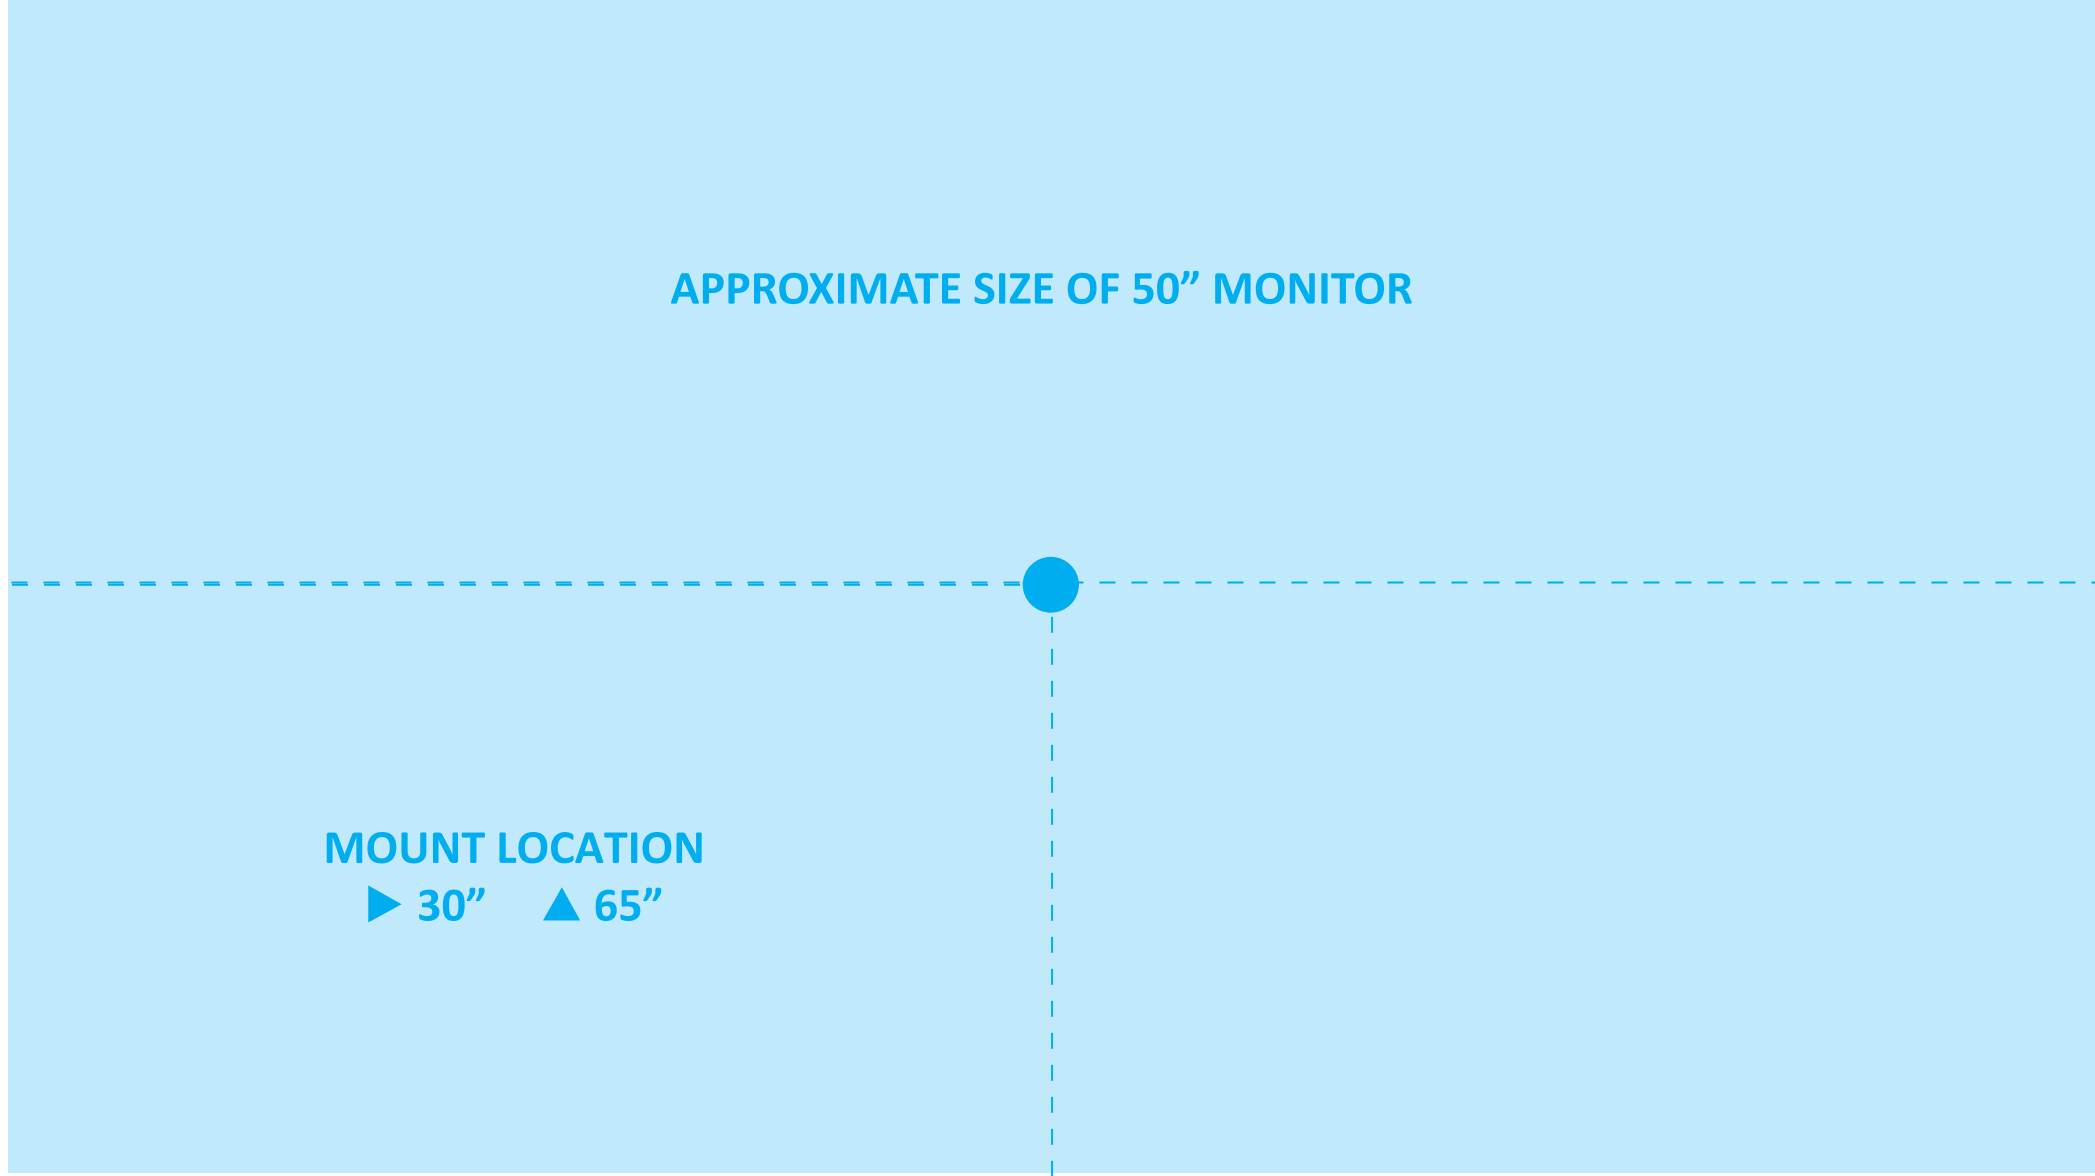 APPROXIMATE SIZE OF 50” MONITOR
MOUNT LOCATION
▶ 30” ▲ 65”